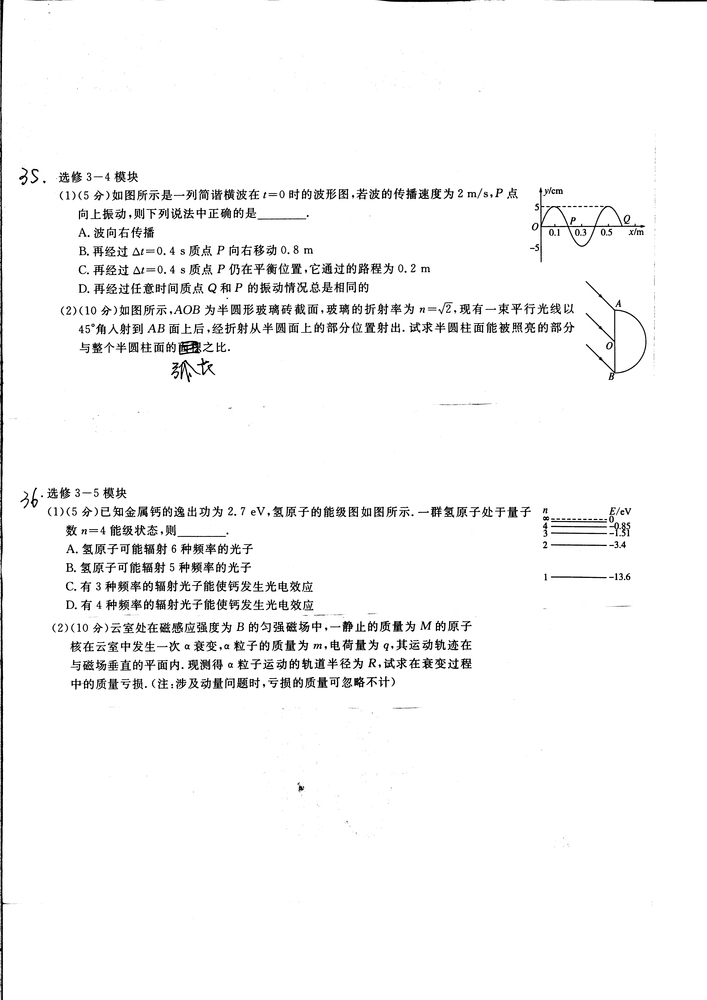 35. 选修 3-4 模块
(1)(5 分)如图所示是一列简谐横波在 t=0 时的波形图,若波的传播速度为 2 m/s,P 点
向上振动,则下列说法中正确的是________.
A. 波向右传播
B. 再经过 Δt=0.4 s 质点 P 向右移动 0.8 m
C. 再经过 Δt=0.4 s 质点 P 仍在平衡位置,它通过的路程为 0.2 m
D. 再经过任意时间质点 Q 和 P 的振动情况总是相同的
y/cm
5
P
Q
O
0.1
0.3
0.5
x/m
-5
(2)(10 分)如图所示,AOB 为半圆形玻璃砖截面,玻璃的折射率为 n=√2,现有一束平行光线以
45°角入射到 AB 面上后,经折射从半圆面上的部分位置射出.试求半圆柱面能被照亮的部分
与整个半圆柱面的面积之比.
弧长
A
O
B
36. 选修 3-5 模块
(1)(5 分)已知金属钙的逸出功为 2.7 eV,氢原子的能级图如图所示.一群氢原子处于量子
数 n=4 能级状态,则________.
A. 氢原子可能辐射 6 种频率的光子
B. 氢原子可能辐射 5 种频率的光子
C. 有 3 种频率的辐射光子能使钙发生光电效应
D. 有 4 种频率的辐射光子能使钙发生光电效应
n E/eV
∞ 0
4 -0.85
3 -1.51
2 -3.4
1 -13.6
(2)(10 分)云室处在磁感应强度为 B 的匀强磁场中,一静止的质量为 M 的原子
核在云室中发生一次 α 衰变,α 粒子的质量为 m,电荷量为 q,其运动轨迹在
与磁场垂直的平面内.现测得 α 粒子运动的轨道半径为 R,试求在衰变过程
中的质量亏损.(注:涉及动量问题时,亏损的质量可忽略不计)